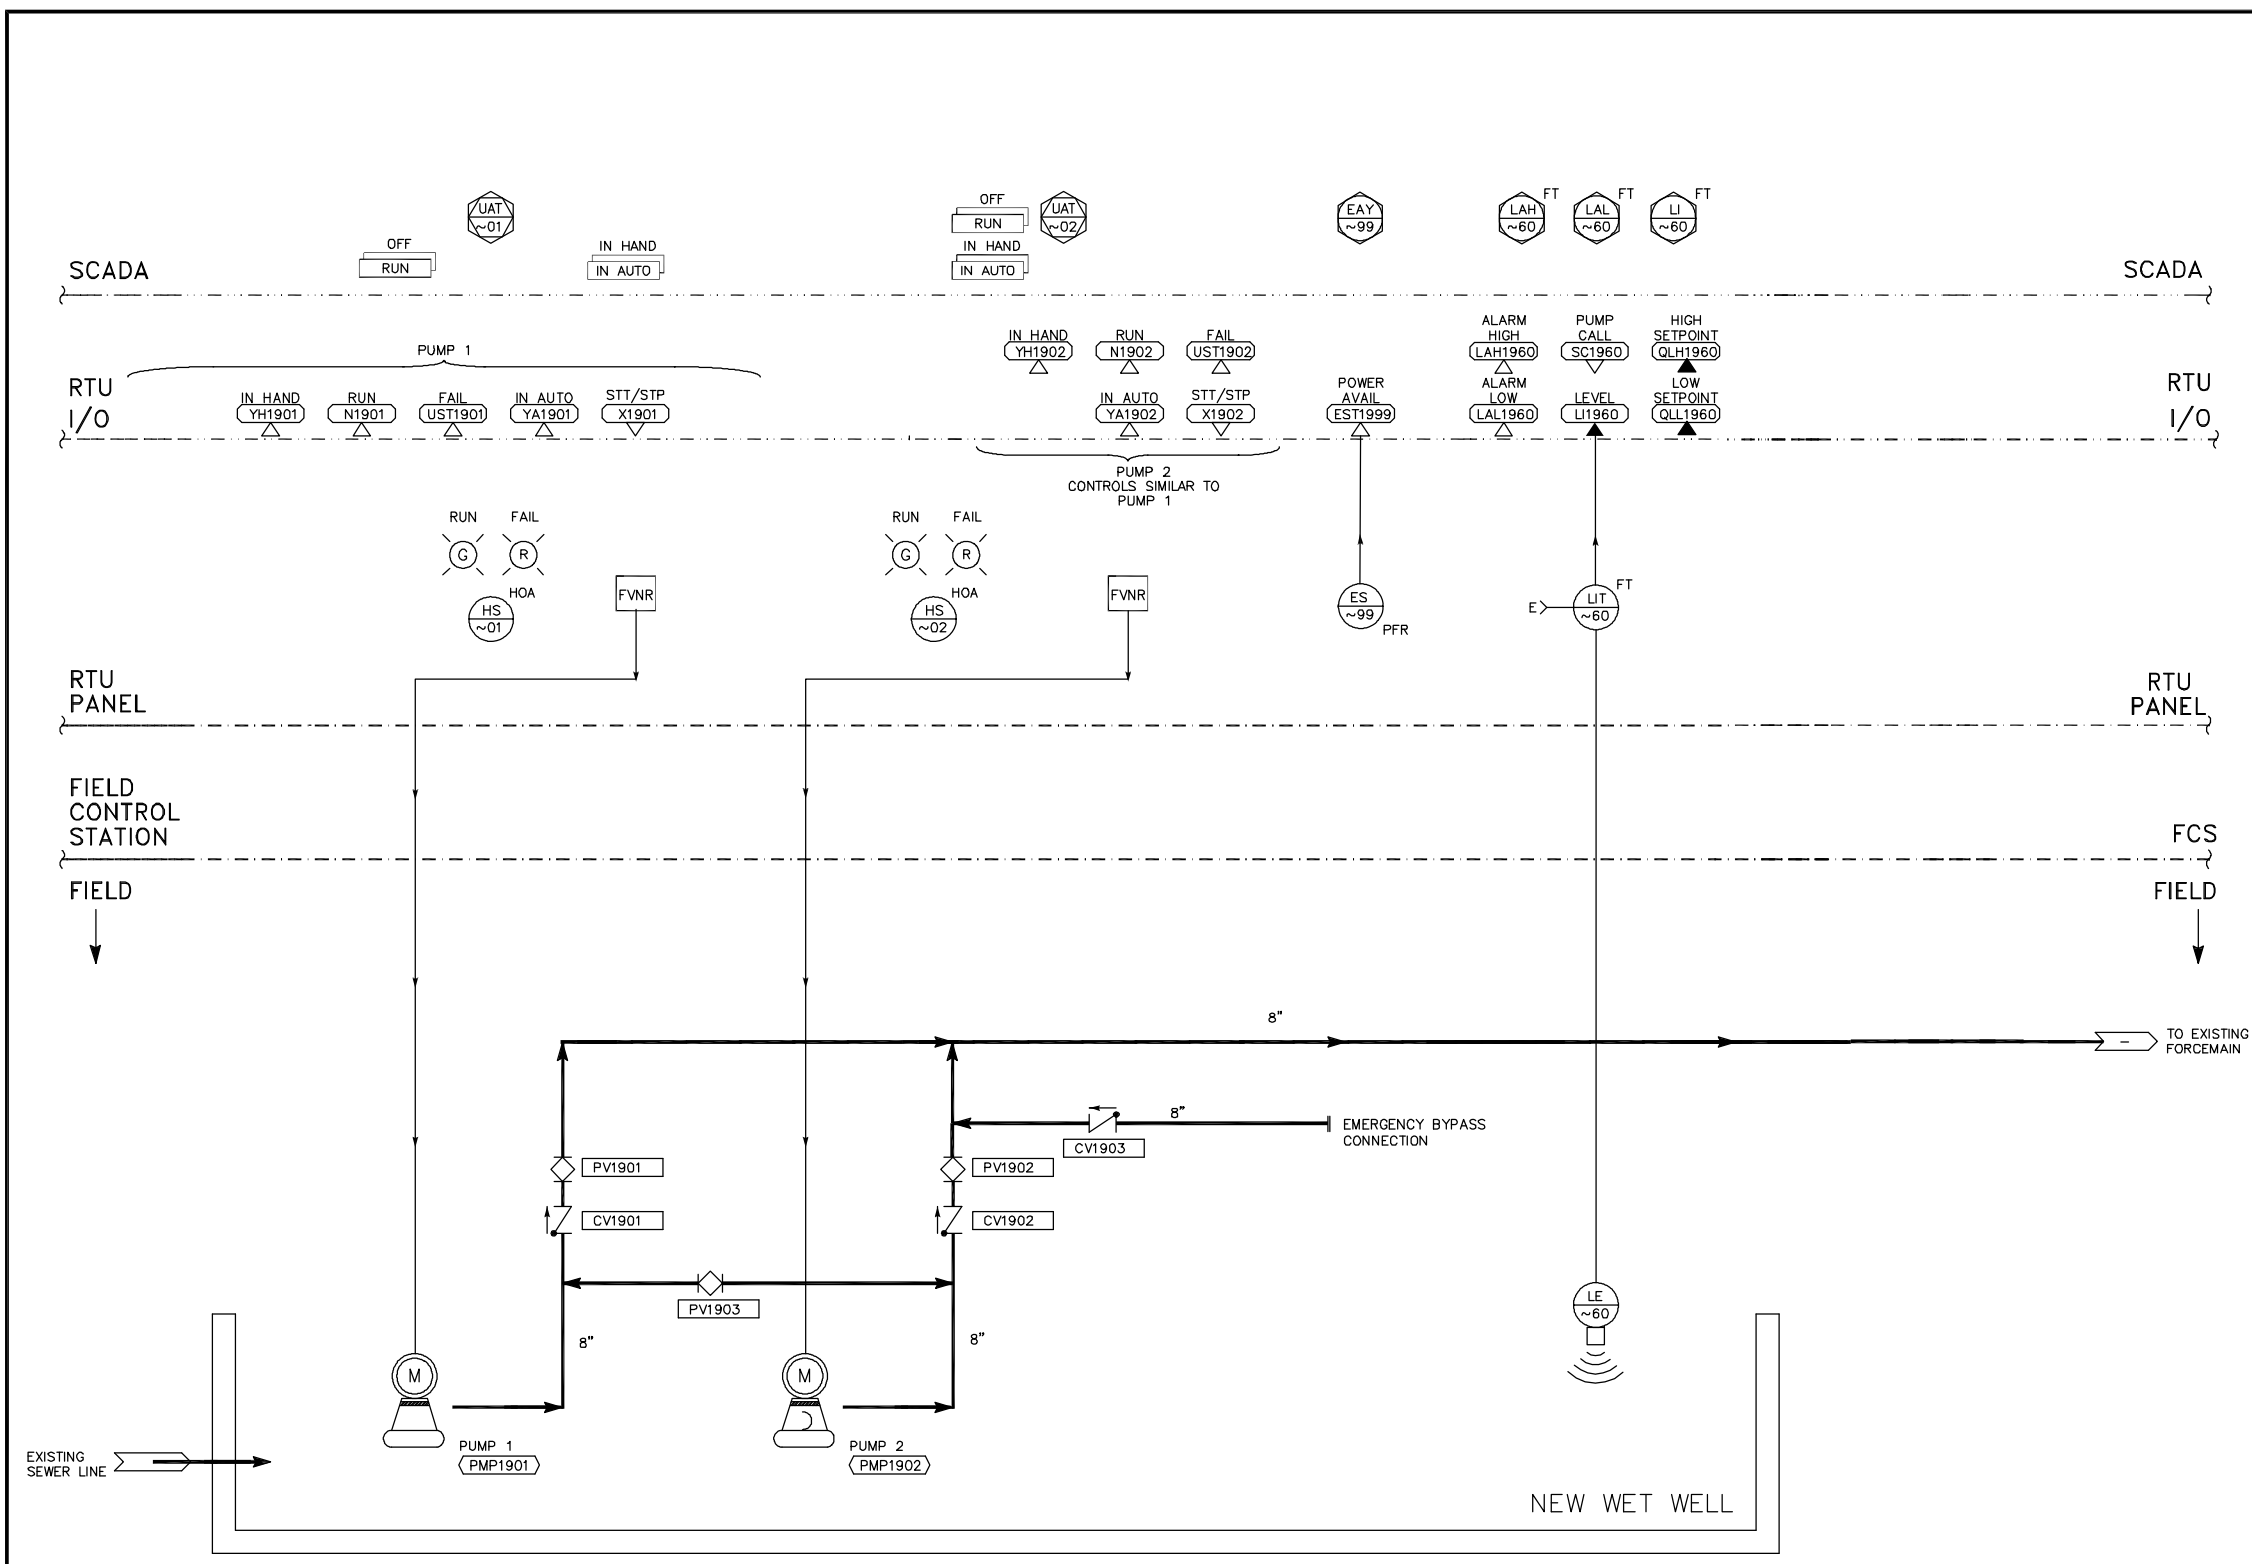 UAT
~01
OFF
RUN
IN HAND
IN AUTO
OFF
RUN
UAT
~02
IN HAND
IN AUTO
EAY
~99
LAH
~60
FT
LAL
~60
FT
LI
~60
FT
SCADA
SCADA
PUMP 1
RTU
I/O
IN HAND
YH1901
RUN
N1901
FAIL
UST1901
IN AUTO
YA1901
STT/STP
X1901
IN HAND
YH1902
RUN
N1902
FAIL
UST1902
IN AUTO
YA1902
STT/STP
X1902
PUMP 2
CONTROLS SIMILAR TO
PUMP 1
POWER
AVAIL
EST1999
ALARM
HIGH
LAH1960
PUMP
CALL
SC1960
HIGH
SETPOINT
QLH1960
ALARM
LOW
LAL1960
LEVEL
LI1960
LOW
SETPOINT
QLL1960
RTU
I/O
RUN
FAIL
G
R
HOA
HS
~01
FVNR
RUN
FAIL
G
R
HOA
HS
~02
FVNR
ES
~99
PFR
E
LIT
~60
FT
RTU
PANEL
RTU
PANEL
FIELD
CONTROL
STATION
FCS
FIELD
FIELD
8"
TO EXISTING
FORCEMAIN
8"
EMERGENCY BYPASS
CONNECTION
CV1903
PV1901
PV1902
CV1901
CV1902
PV1903
8"
8"
LE
~60
M
M
PUMP 1
PMP1901
PUMP 2
PMP1902
EXISTING
SEWER LINE
NEW WET WELL